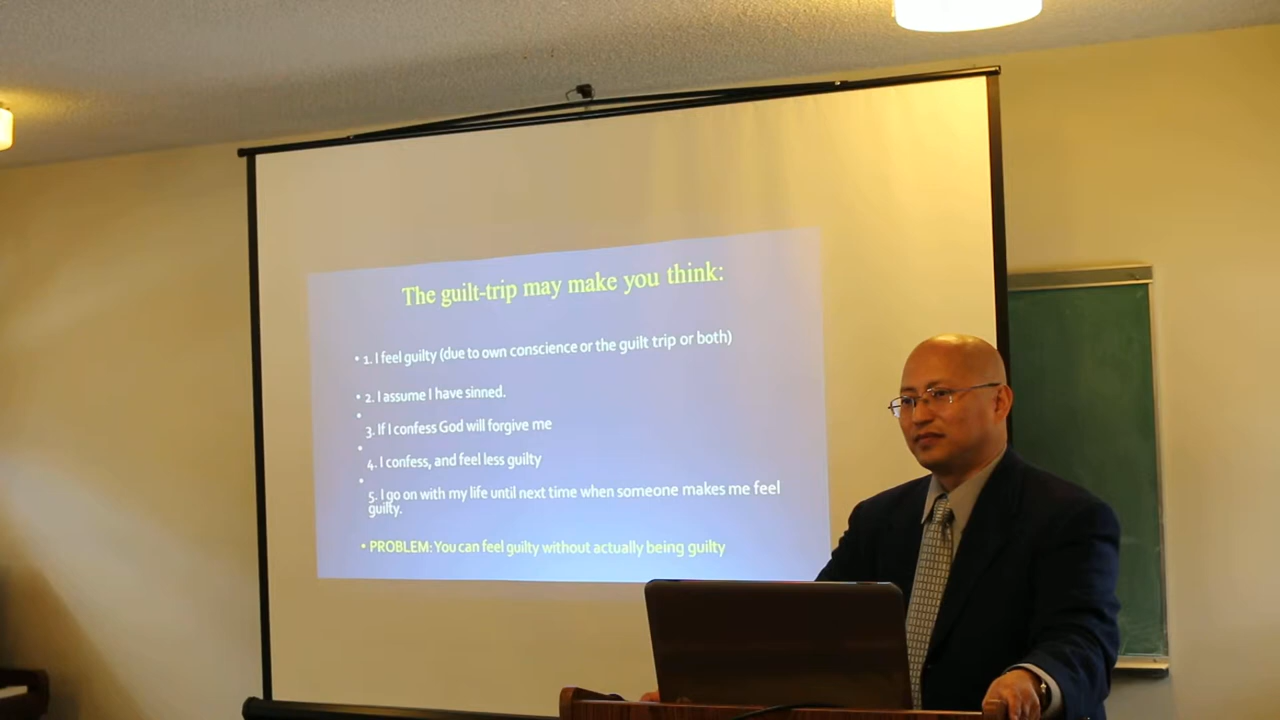 The guilt-trip may make you think:
• 1. I feel guilty (due to own conscience or the guilt trip or both)
• 2. I assume I have sinned.
•
3. If I confess God will forgive me
•
4. I confess, and feel less guilty
•
5. I go on with my life until next time when someone makes me feel
guilty.
• PROBLEM: You can feel guilty without actually being guilty